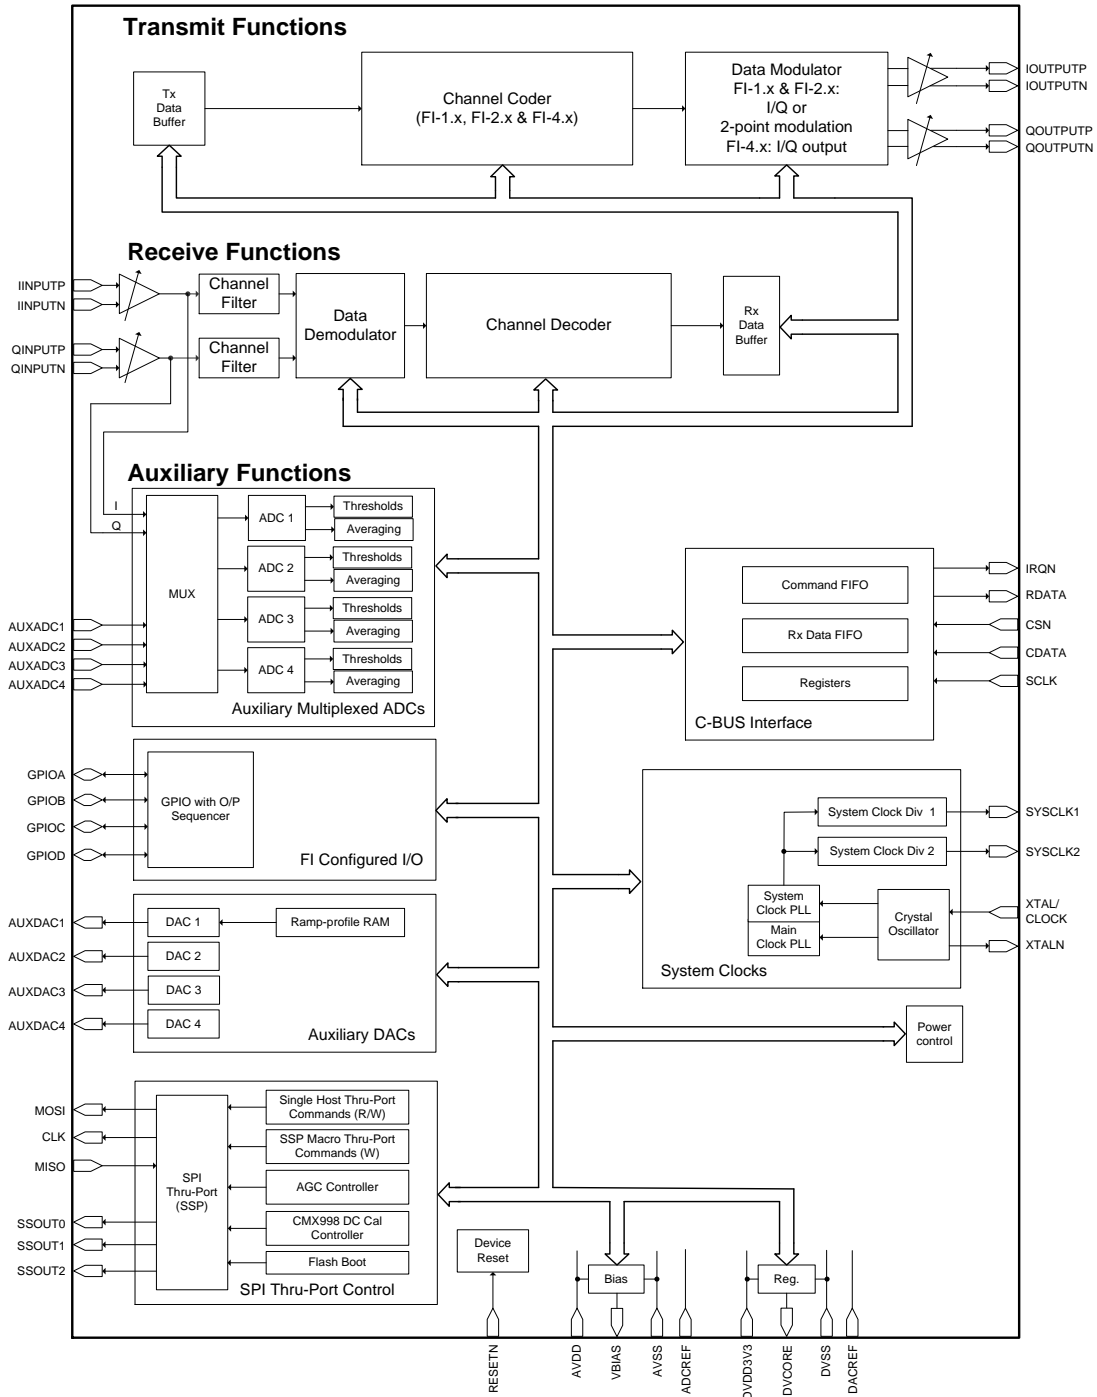 Transmit Functions
Tx
Data
Buffer
Channel Coder
(FI-1.x, FI-2.x & FI-4.x)
Data Modulator
FI-1.x & FI-2.x:
I/Q or
2-point modulation
FI-4.x: I/Q output
IOUTPUTP
IOUTPUTN
QOUTPUTP
QOUTPUTN
Receive Functions
IINPUTP
IINPUTN
QINPUTP
QINPUTN
Channel
Filter
Channel
Filter
Data
Demodulator
Channel Decoder
Rx
Data
Buffer
Auxiliary Functions
I
Q
AUXADC1
AUXADC2
AUXADC3
AUXADC4
MUX
ADC 1
Thresholds
Averaging
ADC 2
Thresholds
Averaging
ADC 3
Thresholds
Averaging
ADC 4
Thresholds
Averaging
Auxiliary Multiplexed ADCs
Command FIFO
Rx Data FIFO
Registers
C-BUS Interface
IRQN
RDATA
CSN
CDATA
SCLK
GPIOA
GPIOB
GPIOC
GPIOD
GPIO with O/P
Sequencer
FI Configured I/O
System Clock Div 1
System Clock Div 2
System
Clock PLL
Main
Clock PLL
Crystal
Oscillator
System Clocks
SYSCLK1
SYSCLK2
XTAL/
CLOCK
XTALN
AUXDAC1
AUXDAC2
AUXDAC3
AUXDAC4
DAC 1
Ramp-profile RAM
DAC 2
DAC 3
DAC 4
Auxiliary DACs
Power
control
MOSI
CLK
MISO
SSOUT0
SSOUT1
SSOUT2
SPI
Thru-Port
(SSP)
Single Host Thru-Port
Commands (R/W)
SSP Macro Thru-Port
Commands (W)
AGC Controller
CMX998 DC Cal
Controller
Flash Boot
SPI Thru-Port Control
Device
Reset
Bias
Reg.
RESETN
AVDD
VBIAS
AVSS
ADCREF
DVDD3V3
DVCORE
DVSS
DACREF